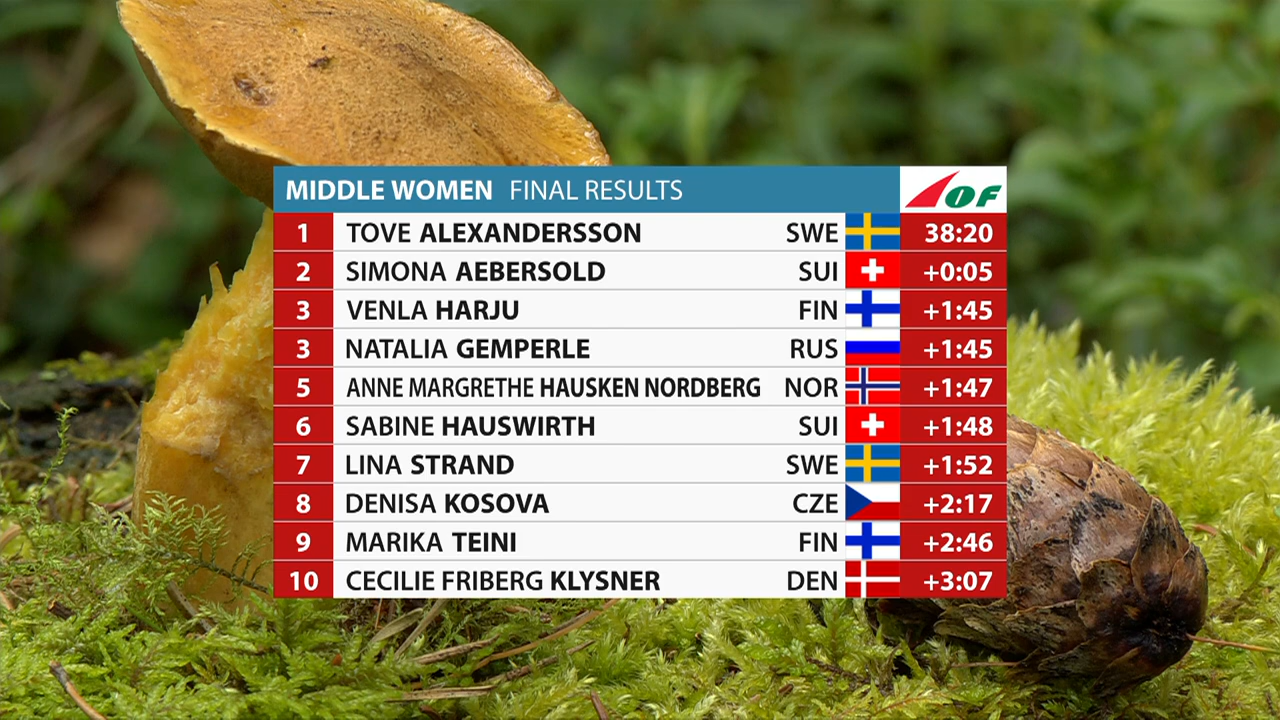 MIDDLE WOMEN FINAL RESULTS IOF
1 TOVE ALEXANDERSSON SWE 38:20
2 SIMONA AEBERSOLD SUI +0:05
3 VENLA HARJU FIN +1:45
3 NATALIA GEMPERLE RUS +1:45
5 ANNE MARGRETHE HAUSKEN NORDBERG NOR +1:47
6 SABINE HAUSWIRTH SUI +1:48
7 LINA STRAND SWE +1:52
8 DENISA KOSOVA CZE +2:17
9 MARIKA TEINI FIN +2:46
10 CECILIE FRIBERG KLYSNER DEN +3:07